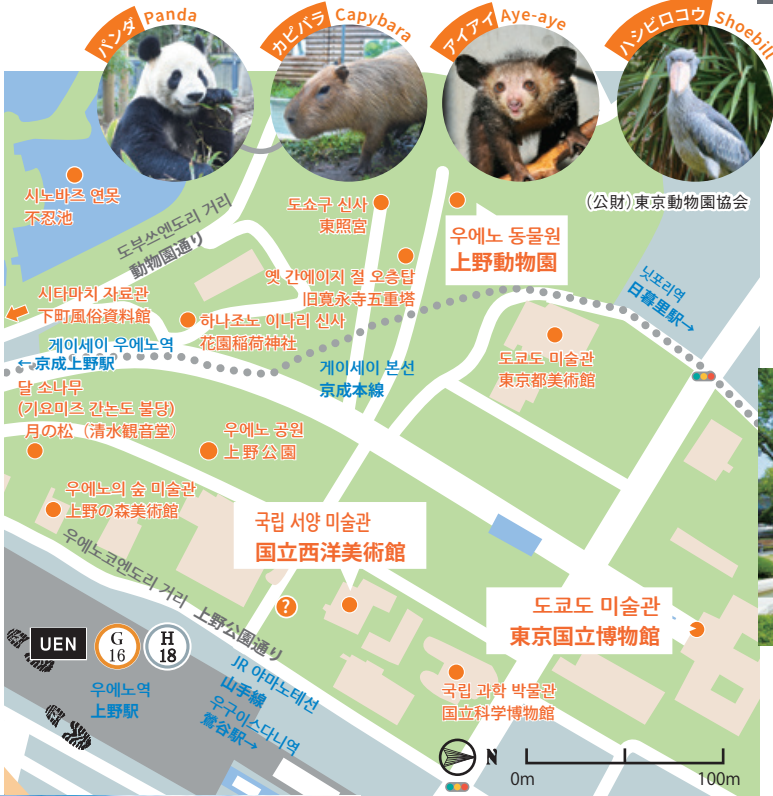 パンダ Panda
カピバラ Capybara
アイアイ Aye-aye
ハシビロコウ Shoebill
(公財)東京動物園協会
시노바즈 연못
不忍池
도부쓰엔도리 거리
動物園通り
도쇼구 신사
東照宮
우에노 동물원
上野動物園
옛 간에이지 절 오층탑
旧寛永寺五重塔
닛포리역
日暮里駅→
시타마치 자료관
下町風俗資料館
하나조노 이나리 신사
花園稲荷神社
게이세이 우에노역
←京成上野駅
게이세이 본선
京成本線
도쿄도 미술관
東京都美術館
달 소나무
(기요미즈 간논도 불당)
月の松（清水観音堂）
우에노 공원
上野公園
우에노의 숲 미술관
上野の森美術館
국립 서양 미술관
国立西洋美術館
우에노코엔도리 거리 上野公園通り
?
도쿄도 미술관
東京国立博物館
UEN
G
16
H
18
우에노역
上野駅
JR 야마노테선
山手線
우구이스다니역
鶯谷駅→
국립 과학 박물관
国立科学博物館
N
0m
100m